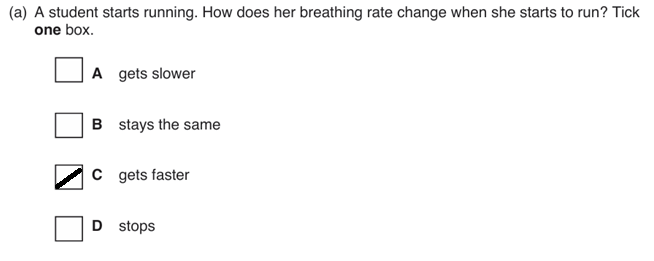 (a) A student starts running. How does her breathing rate change when she starts to run? Tick
one box.
A gets slower
B stays the same
C gets faster
D stops